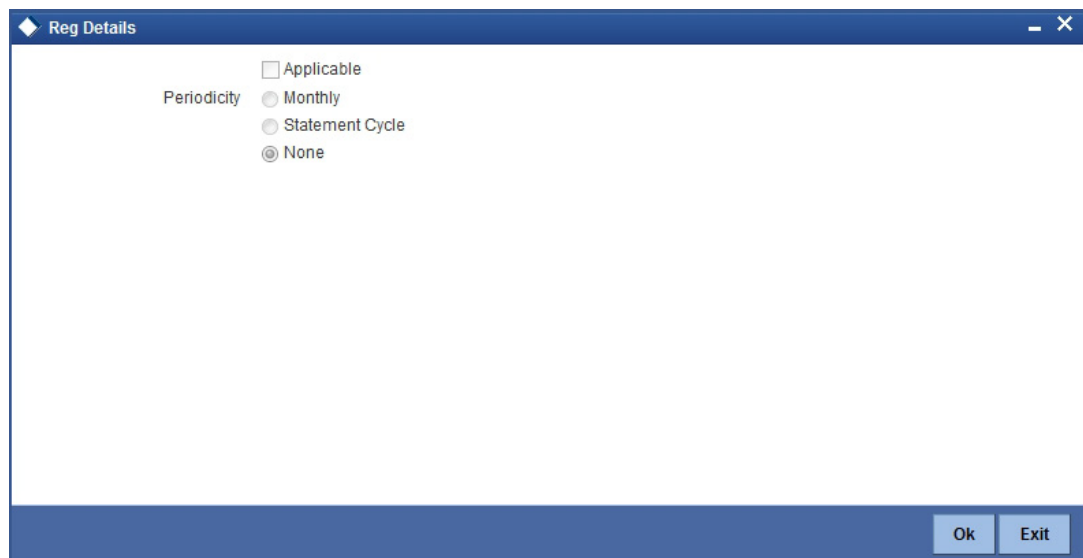 Reg Details
Applicable
Periodicity Monthly
Statement Cycle
None
Ok Exit